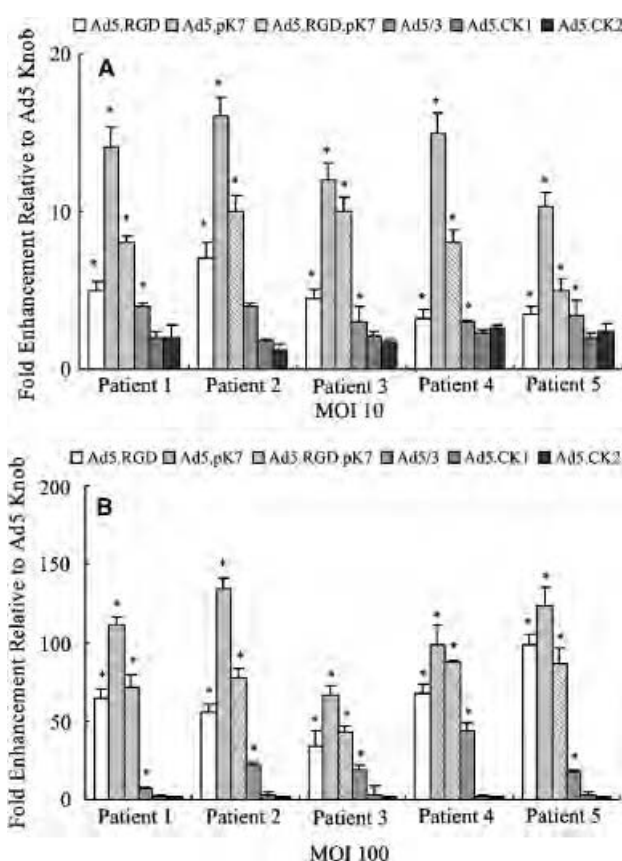 Ad5.RGD Ad5.pK7 Ad5.RGD.pK7 Ad5/3 Ad5.CK1 Ad5.CK2
A
Fold Enhancement Relative to Ad5 Knob
20
10
0
Patient 1 Patient 2 Patient 3 Patient 4 Patient 5
MOI 10
Ad5.RGD Ad5.pK7 Ad5.RGD pK7 Ad5/3 Ad5.CK1 Ad5.CK2
B
Fold Enhancement Relative to Ad5 Knob
200
150
100
50
0
Patient 1 Patient 2 Patient 3 Patient 4 Patient 5
MOI 100